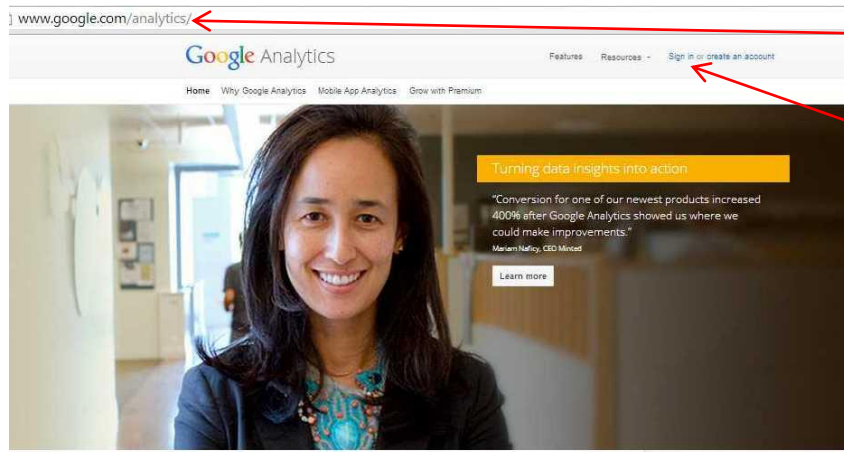 www.google.com/analytics/
Google Analytics
Features Resources Sign in or create an account
Home Why Google Analytics Mobile App Analytics Grow with Premium
Turning data insights into action
"Conversion for one of our newest products increased
400% after Google Analytics showed us where we
could make improvements."
Mariam Naficy, CEO Minted
Learn more